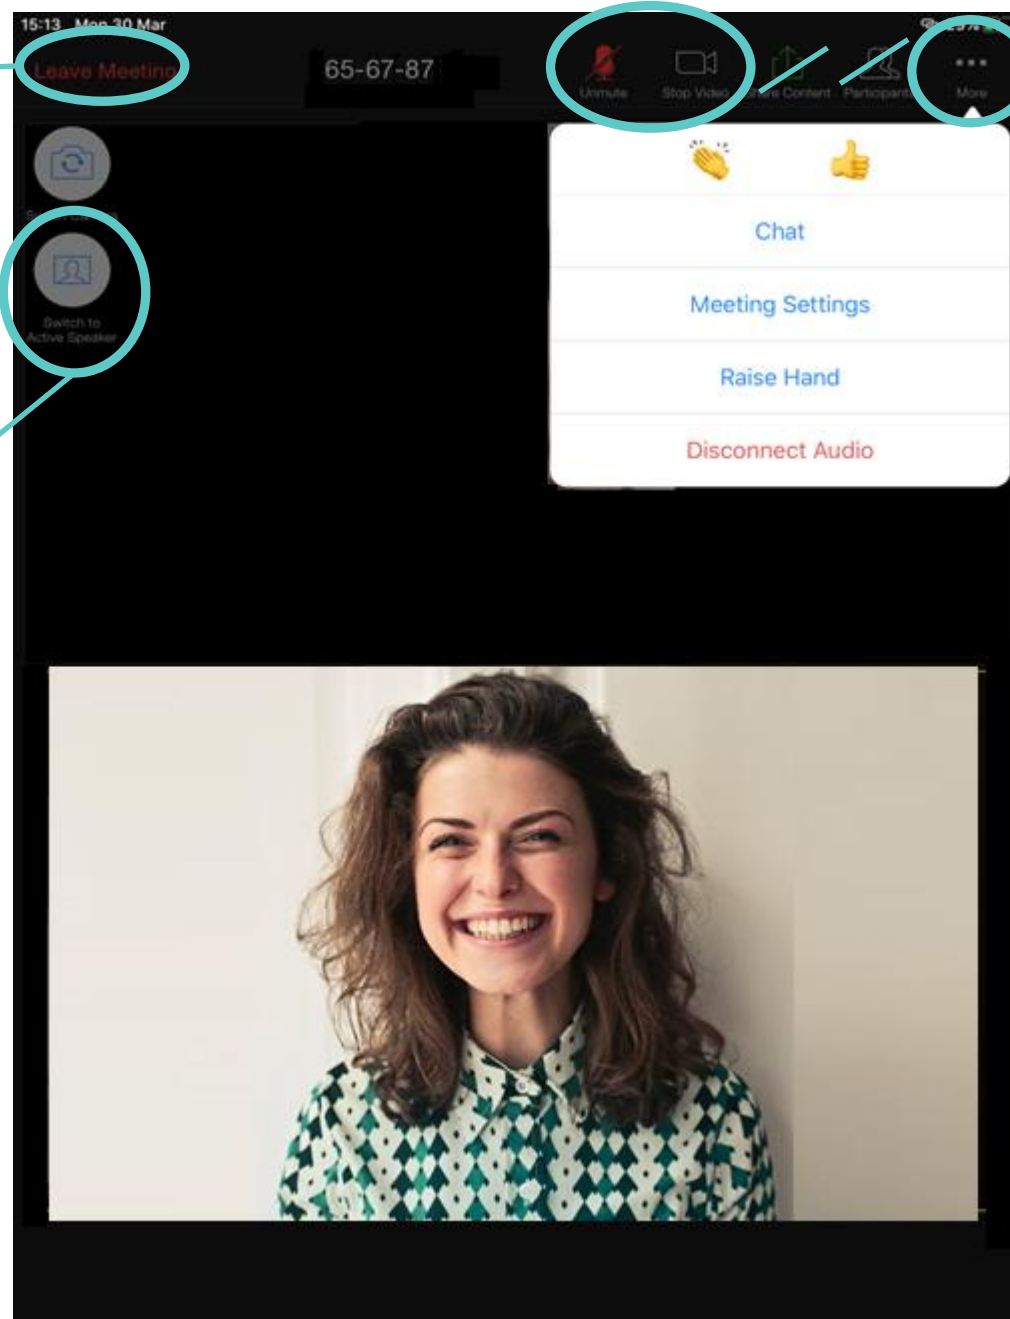 15:13 Mon 30 Mar
Leave Meeting
65-67-87
Unmute
Stop Video
Share Content
Participants
More
Chat
Switch to
Active Speaker
Meeting Settings
Raise Hand
Disconnect Audio